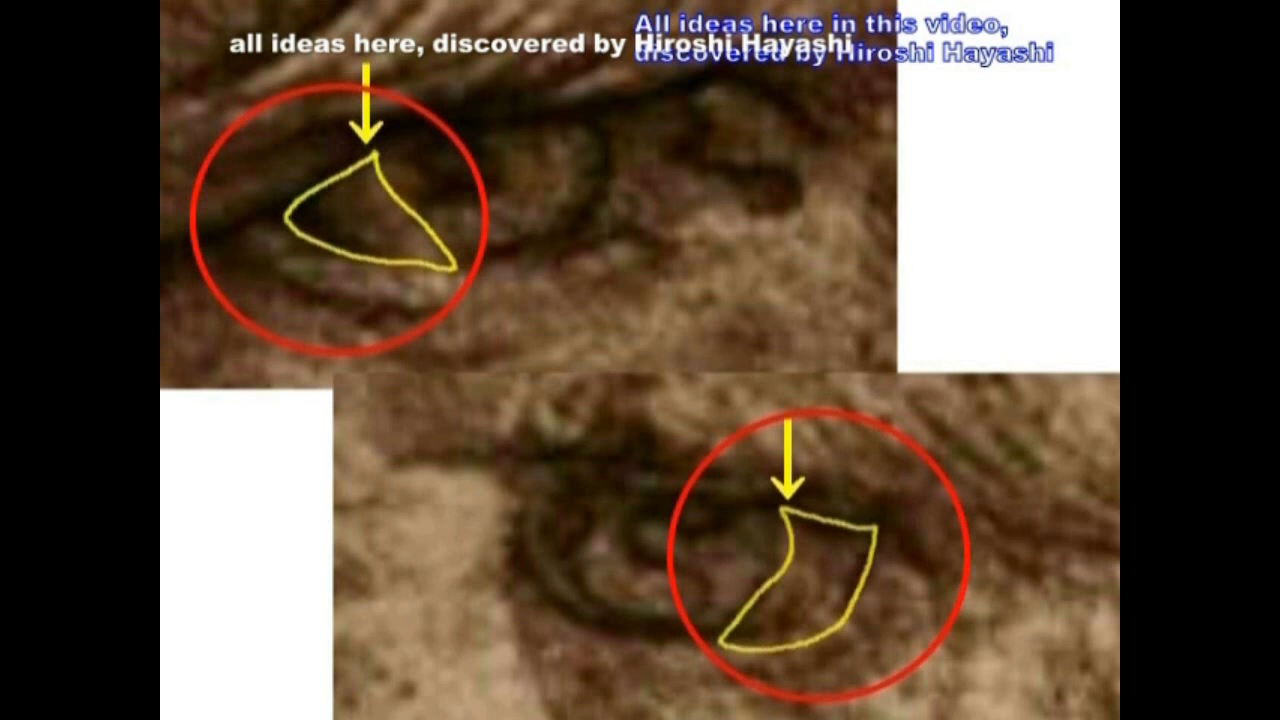 All ideas here in this video,
all ideas here, discovered by Hiroshi Hayashi
discovered by Hiroshi Hayashi